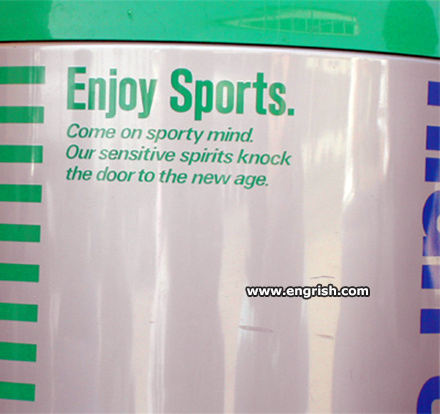 Enjoy Sports.
Come on sporty mind.
Our sensitive spirits knock
the door to the new age.
www.engrish.com